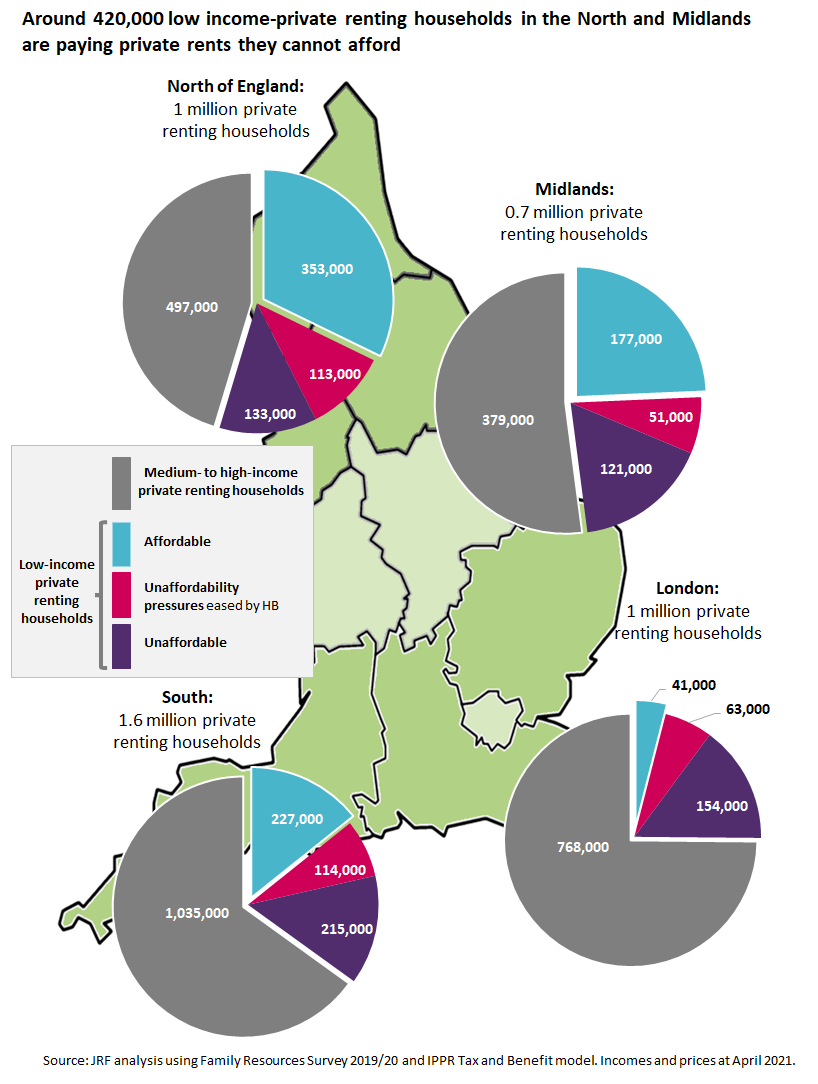 Around 420,000 low income-private renting households in the North and Midlands
are paying private rents they cannot afford
North of England:
1 million private
renting households
353,000
497,000
113,000
133,000
Midlands:
0.7 million private
renting households
177,000
379,000
51,000
121,000
Medium- to high-income
private renting households
Low-income
private
renting
households
Affordable
Unaffordability
pressures eased by HB
Unaffordable
London:
1 million private
renting households
41,000
63,000
154,000
768,000
South:
1.6 million private
renting households
227,000
114,000
1,035,000
215,000
Source: JRF analysis using Family Resources Survey 2019/20 and IPPR Tax and Benefit model. Incomes and prices at April 2021.